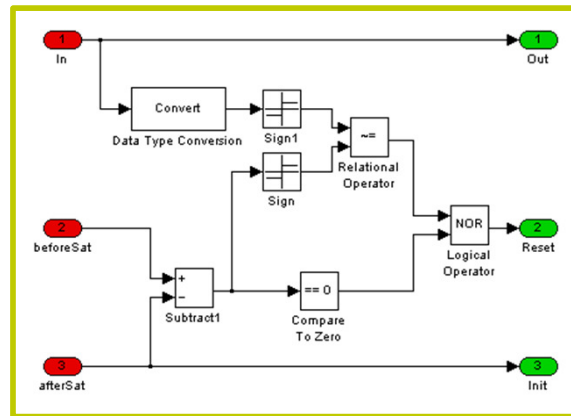 1
In
1
Out
Convert
Data Type Conversion
Sign1
~=
Relational
Operator
Sign
2
beforeSat
+
−
Subtract1
== 0
Compare
To Zero
NOR
Logical
Operator
2
Reset
3
afterSat
3
Init